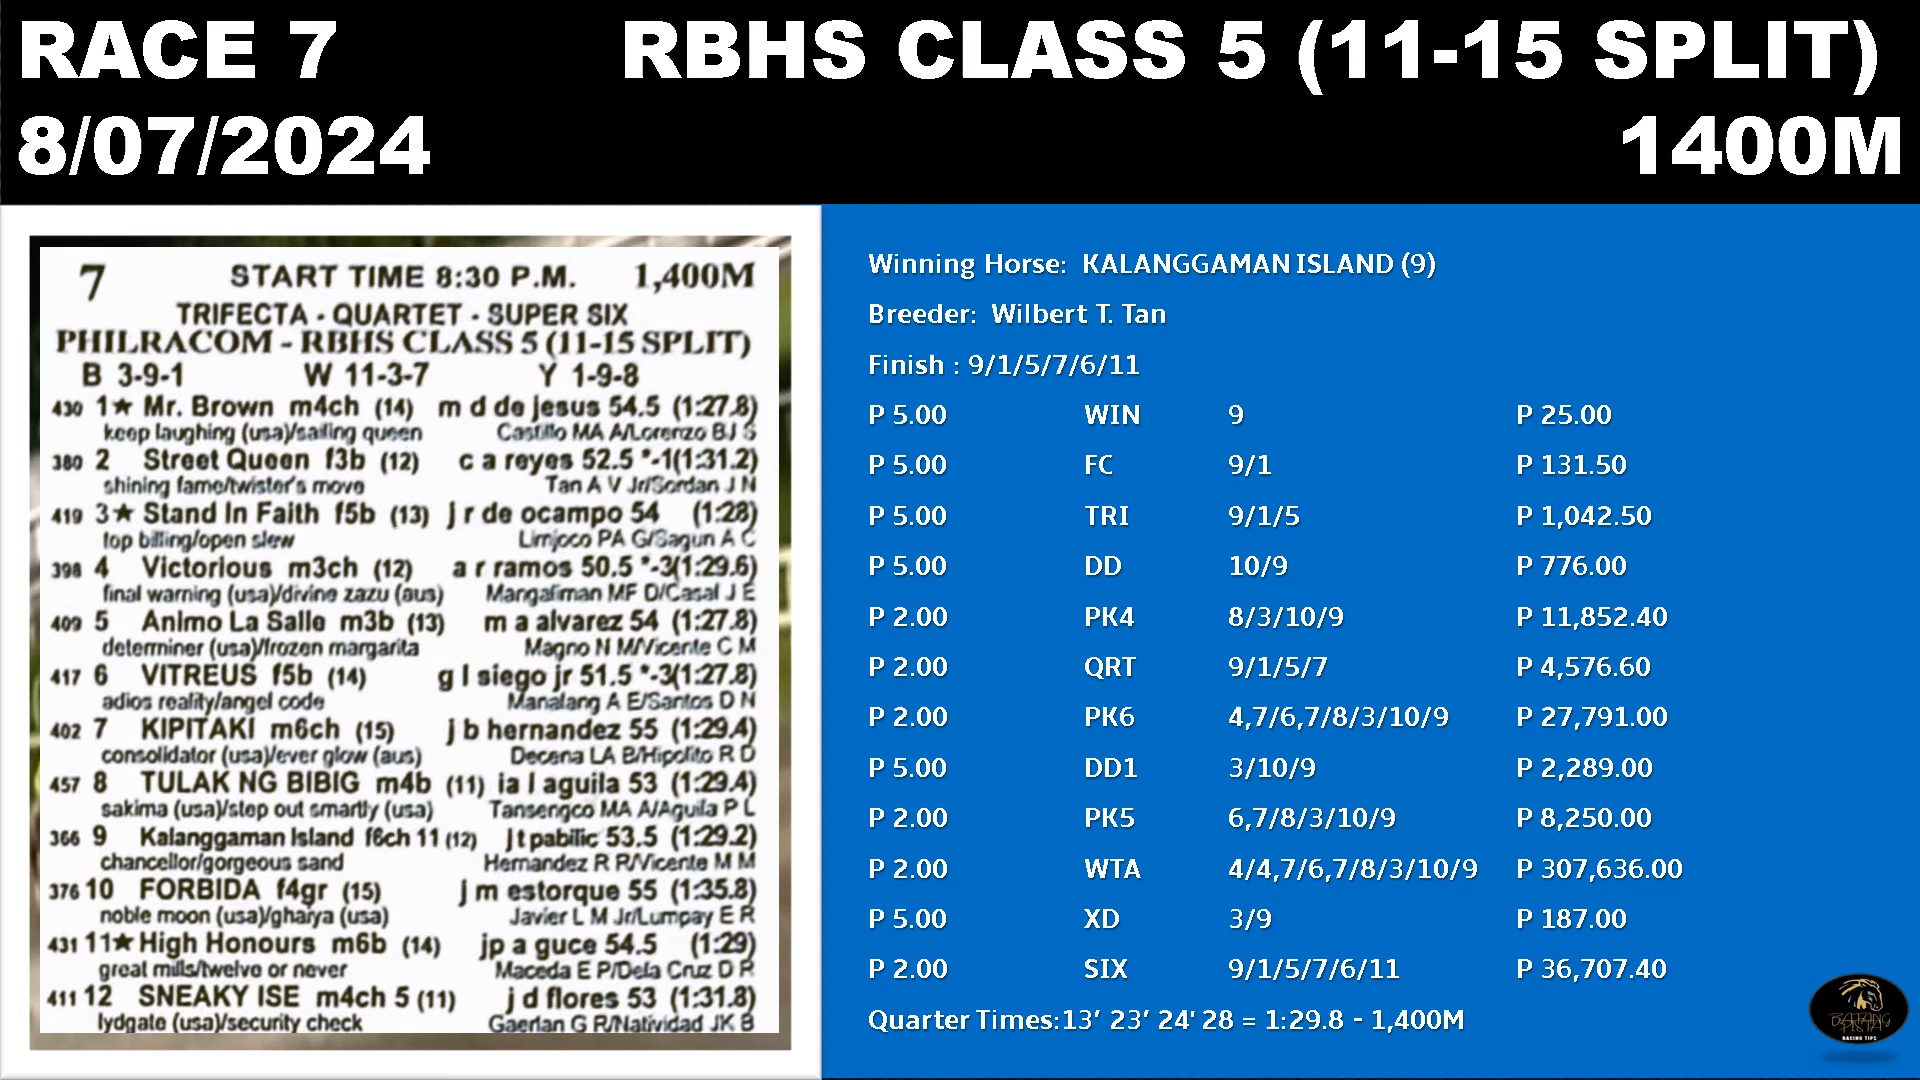 RACE 7 RBHS CLASS 5 (11-15 SPLIT)
8/07/2024 1400M
7 START TIME 8:30 P.M. 1,400M
TRIFECTA - QUARTET - SUPER SIX
PHILRACOM - RBHS CLASS 5 (11-15 SPLIT)
B 3-9-1 W 11-3-7 Y 1-9-8
430 1★ Mr. Brown m4ch (14) m d de jesus 54.5 (1:27.8)
keep laughing (usa)/sailing queen Castillo MA A/Lorenzo BJ S
380 2 Street Queen f3b (12) c a reyes 52.5 *-1(1:31.2)
shining fame/twister's move Tan A V Jr/Sordan J N
419 3★ Stand In Faith f5b (13) j r de ocampo 54 (1:28)
top billing/open slew Limjoco PA G/Sagun A C
398 4 Victorious m3ch (12) a r ramos 50.5 *-3(1:29.6)
final warning (usa)/divine zazu (aus) Mangaliman MF D/Casal J E
409 5 Animo La Salle m3b (13) m a alvarez 54 (1:27.8)
determiner (usa)/frozen margarita Magno N M/Vicente C M
417 6 VITREUS f5b (14) g l siego jr 51.5 *-3(1:27.8)
adios reality/angel code Manalang A E/Santos D N
402 7 KIPITAKI m6ch (15) j b hernandez 55 (1:29.4)
consolidator (usa)/ever glow (aus) Decena LA B/Hipolito R D
457 8 TULAK NG BIBIG m4b (11) ia l aguila 53 (1:29.4)
sakima (usa)/step out smartly (usa) Tansengco MA A/Aguila P L
366 9 Kalanggaman Island f6ch 11 (12) j t pabilic 53.5 (1:29.2)
chancellor/gorgeous sand Hernandez R R/Vicente M M
376 10 FORBIDA f4gr (15) j m estorque 55 (1:35.8)
noble moon (usa)/gharya (usa) Javier L M Jr/Lumpay E R
431 11★ High Honours m6b (14) jp a guce 54.5 (1:29)
great mills/twelve or never Maceda E P/Dela Cruz D R
411 12 SNEAKY ISE m4ch 5 (11) j d flores 53 (1:31.8)
lydgate (usa)/security check Gaerlan G R/Natividad JK B
Winning Horse: KALANGGAMAN ISLAND (9)
Breeder: Wilbert T. Tan
Finish : 9/1/5/7/6/11
P 5.00 WIN 9 P 25.00
P 5.00 FC 9/1 P 131.50
P 5.00 TRI 9/1/5 P 1,042.50
P 5.00 DD 10/9 P 776.00
P 2.00 PK4 8/3/10/9 P 11,852.40
P 2.00 QRT 9/1/5/7 P 4,576.60
P 2.00 PK6 4,7/6,7/8/3/10/9 P 27,791.00
P 5.00 DD1 3/10/9 P 2,289.00
P 2.00 PK5 6,7/8/3/10/9 P 8,250.00
P 2.00 WTA 4/4,7/6,7/8/3/10/9 P 307,636.00
P 5.00 XD 3/9 P 187.00
P 2.00 SIX 9/1/5/7/6/11 P 36,707.40
Quarter Times:13’ 23’ 24' 28 = 1:29.8 - 1,400M
BATANG
PISTA
RACING TIPS